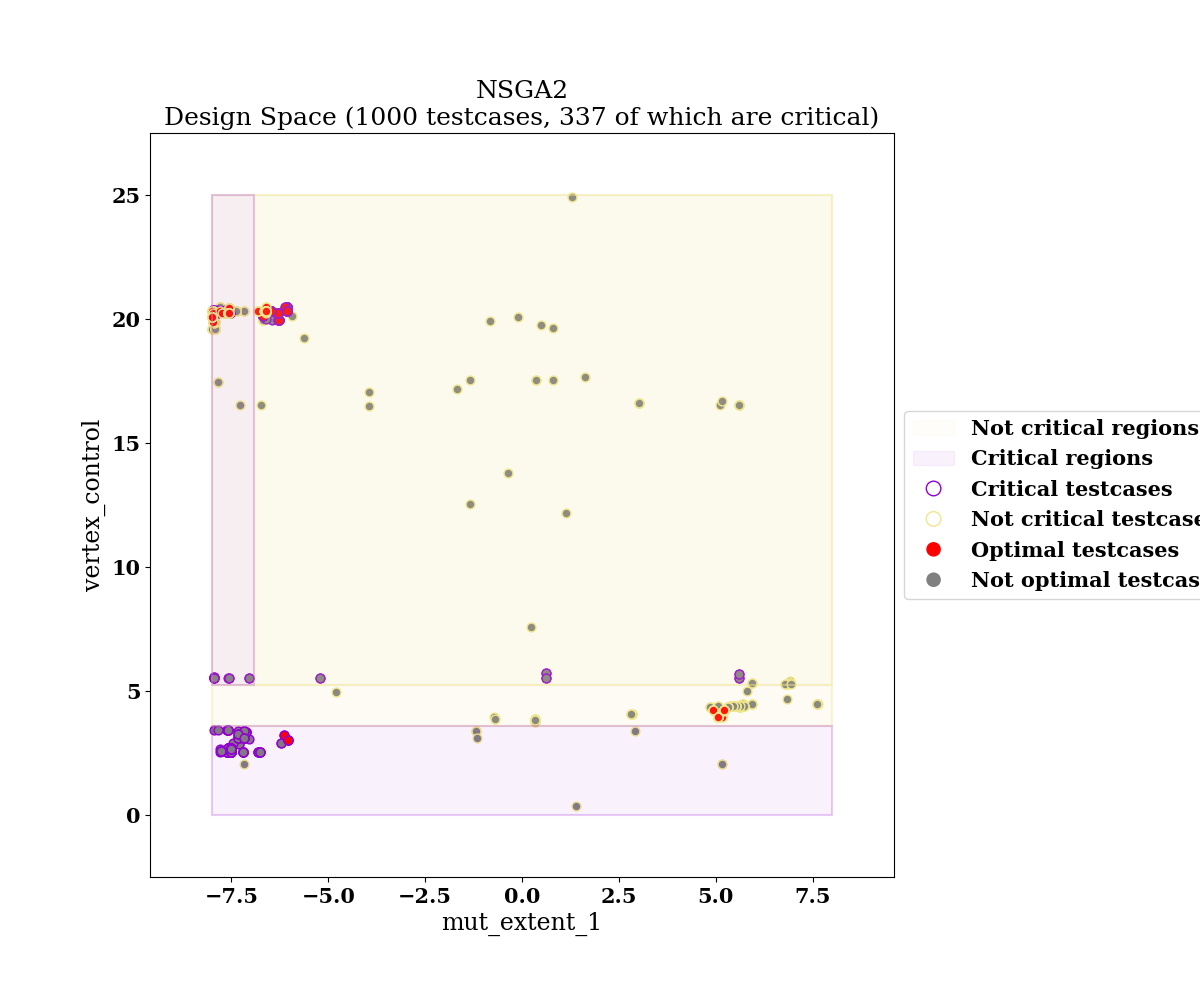 NSGA2
Design Space (1000 testcases, 337 of which are critical)
25
20
15
10
5
0
vertex_control
−7.5
−5.0
−2.5
0.0
2.5
5.0
7.5
mut_extent_1
Not critical regions
Critical regions
Critical testcases
Not critical testcase
Optimal testcases
Not optimal testcas